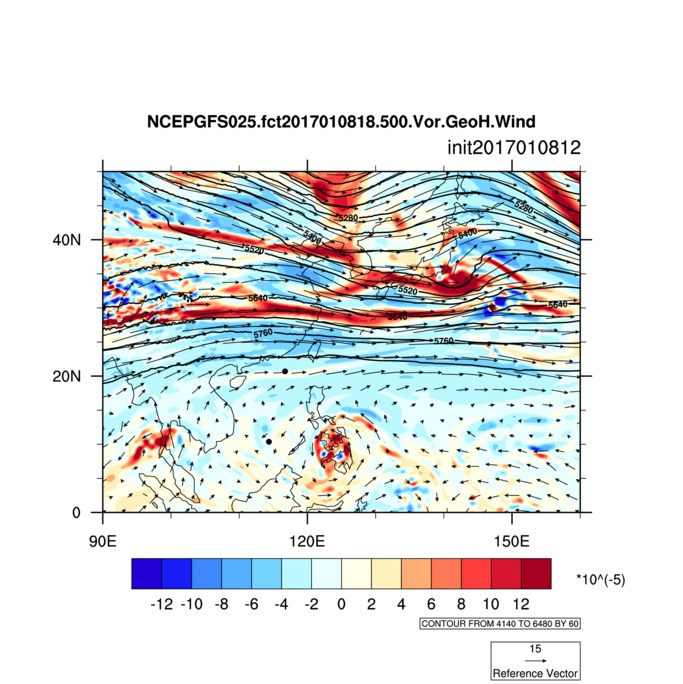 NCEPGFS025.fct2017010818.500.Vor.GeoH.Wind
init2017010812
5280
5280
5400
5400
5520
5520
5640
5640
5640
5760
5760
40N
20N
0
90E 120E 150E
-12 -10 -8 -6 -4 -2 0 2 4 6 8 10 12
*10^(-5)
CONTOUR FROM 4140 TO 6480 BY 60
15
Reference Vector